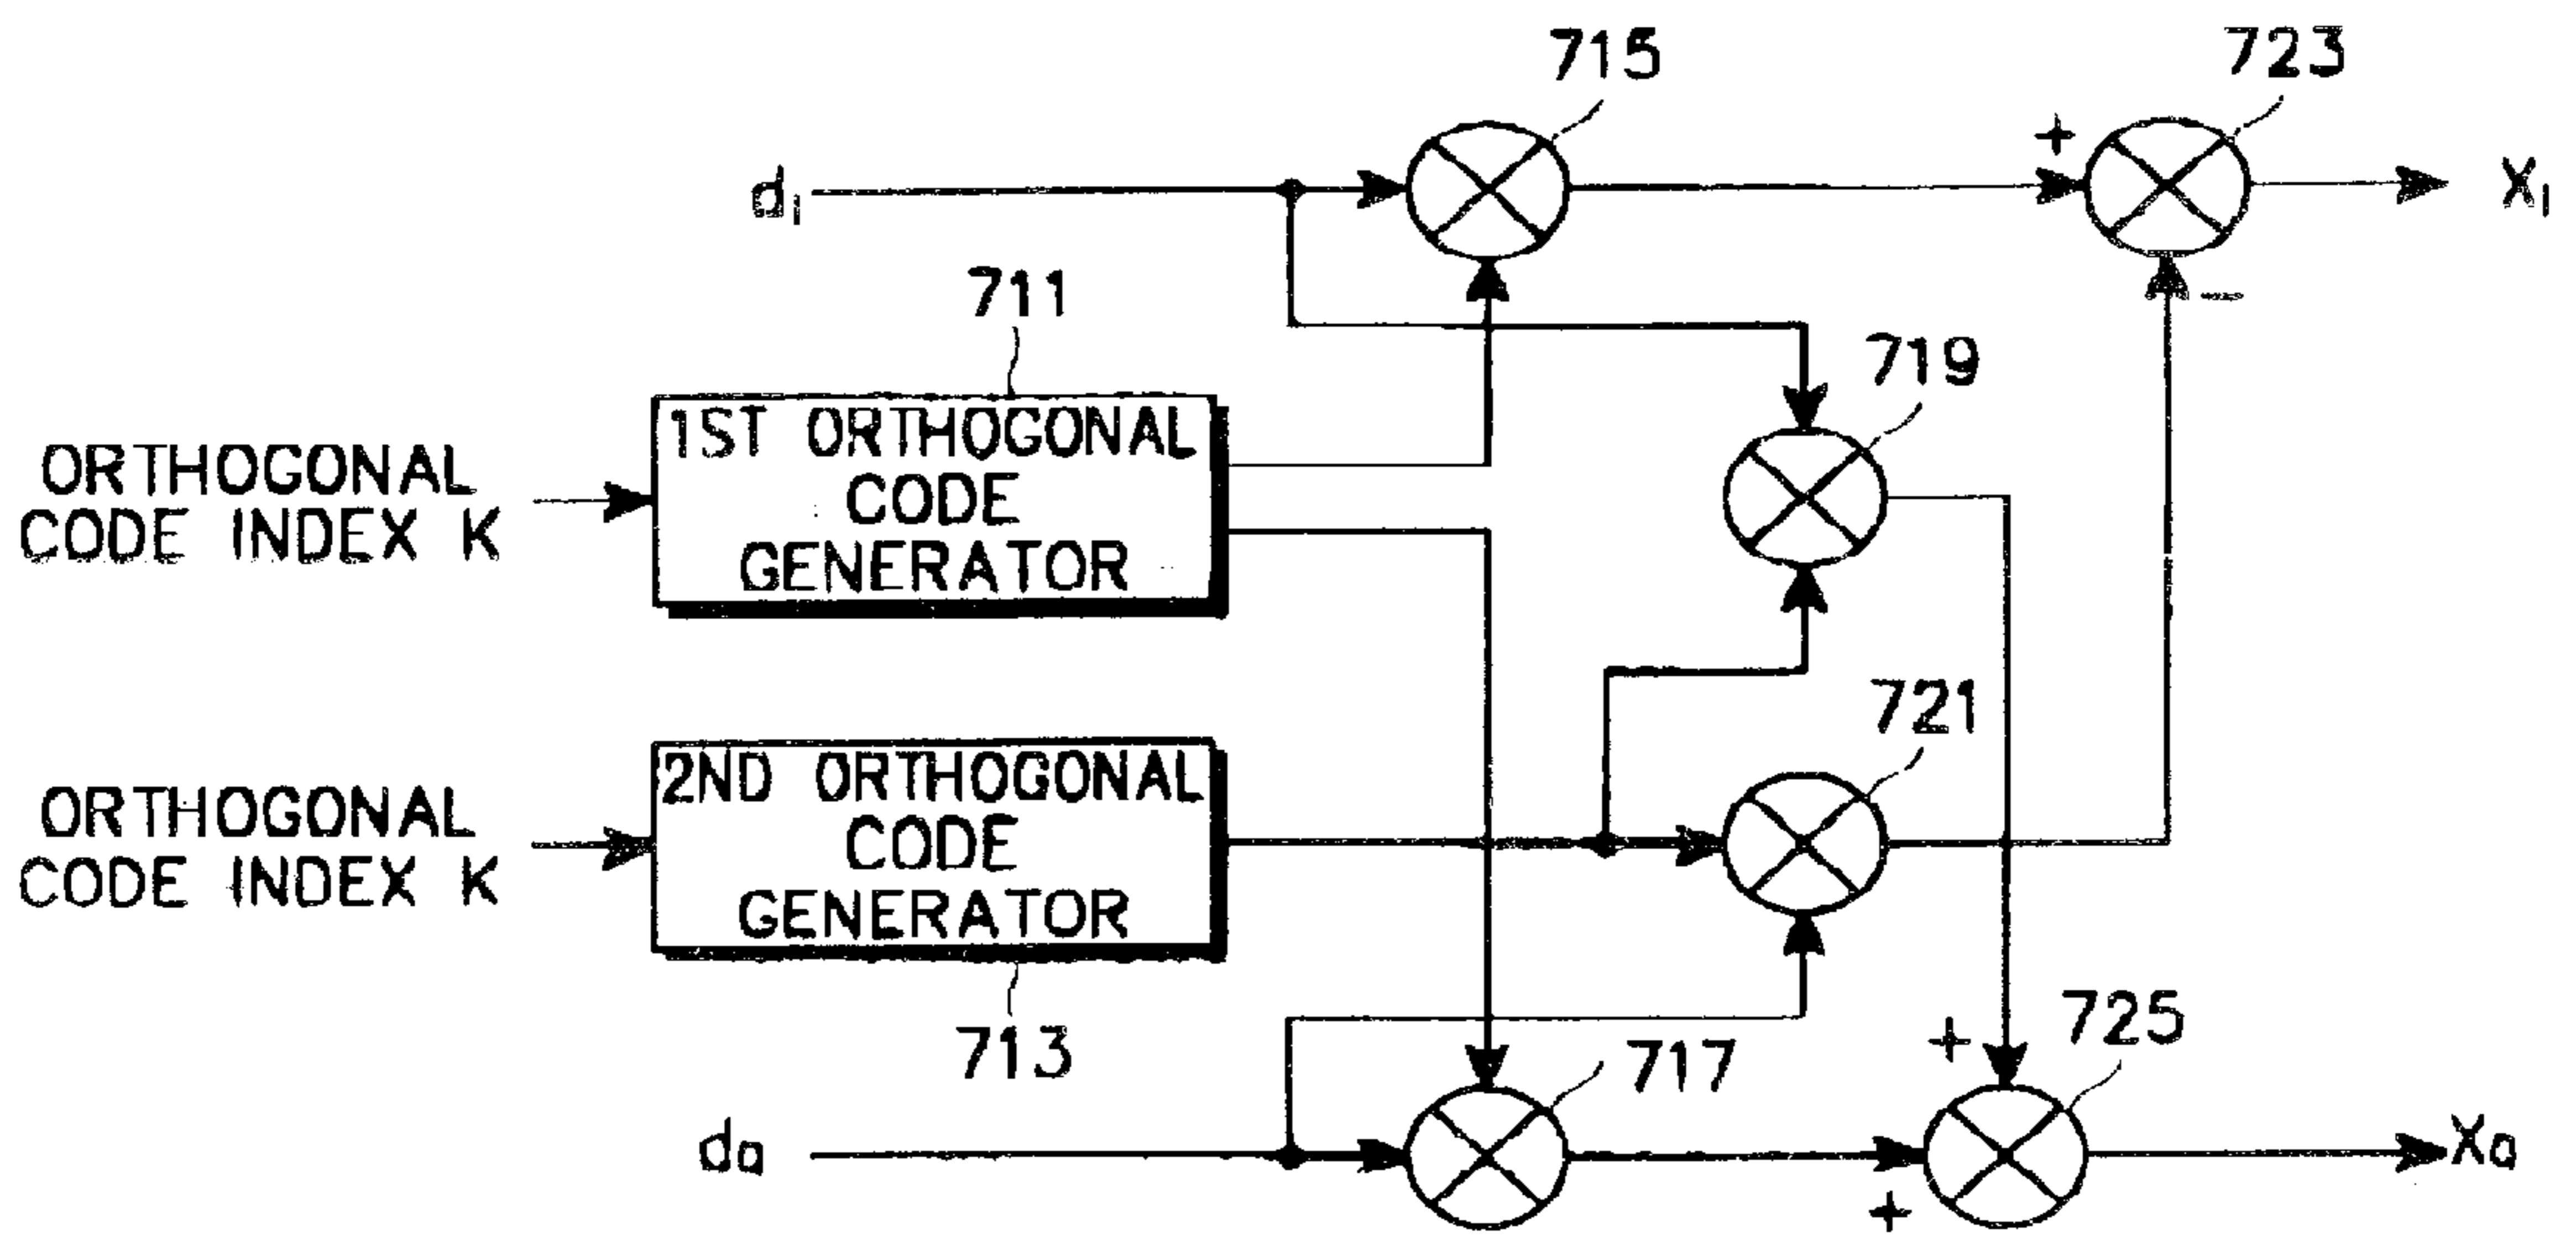 715
723
+
dI
XI
711
-
719
1ST ORTHOGONAL
CODE
GENERATOR
ORTHOGONAL
CODE INDEX K
721
2ND ORTHOGONAL
CODE
GENERATOR
ORTHOGONAL
CODE INDEX K
713
+
725
717
dQ
XQ
+